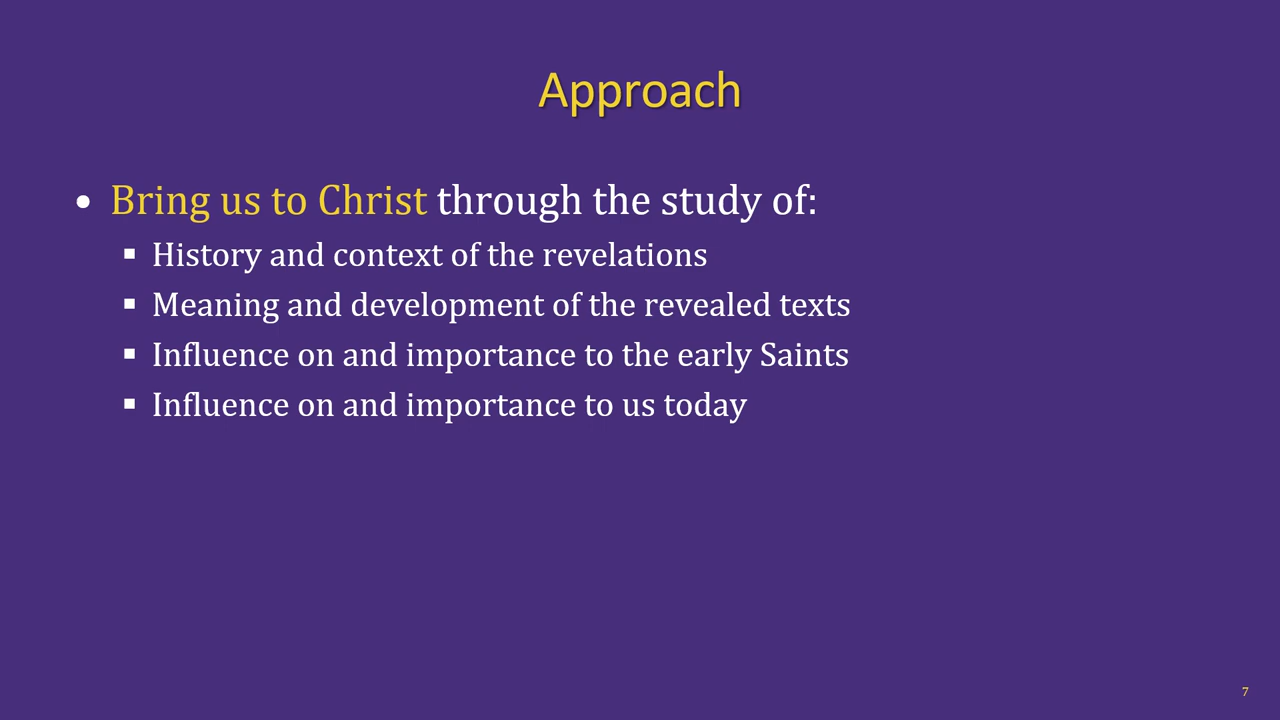 Approach
• Bring us to Christ through the study of:
▪ History and context of the revelations
▪ Meaning and development of the revealed texts
▪ Influence on and importance to the early Saints
▪ Influence on and importance to us today
7